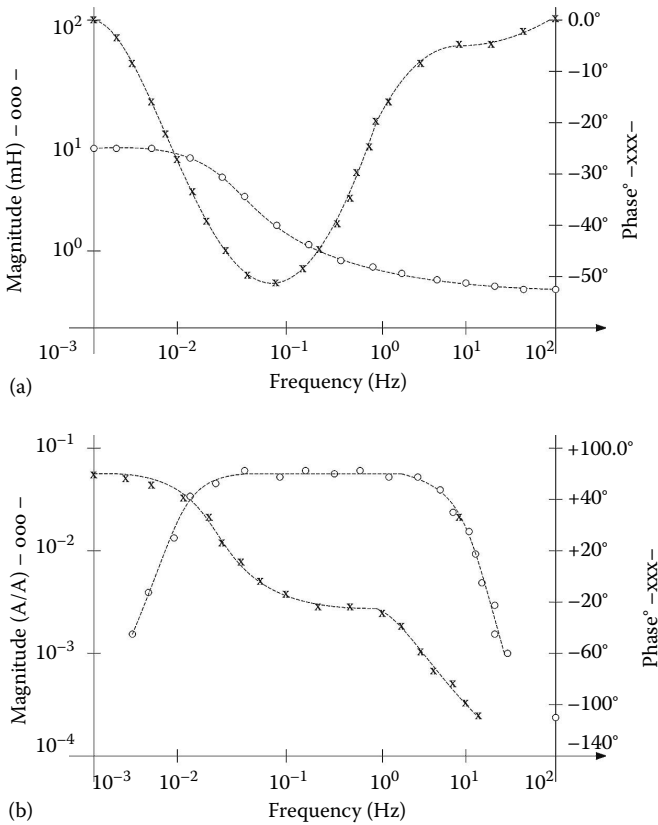 10² 0.0°
−10°
10¹ −20°
−30°
10⁰ −40°
−50°
Magnitude (mH) – ooo –
Phase° -xxx–
10⁻³ 10⁻² 10⁻¹ 10⁰ 10¹ 10²
Frequency (Hz)
(a)
10⁻¹ +100.0°
+40°
10⁻² +20°
−20°
10⁻³ −60°
−100°
10⁻⁴ −140°
Magnitude (A/A) – ooo –
Phase° -xxx–
10⁻³ 10⁻² 10⁻¹ 10⁰ 10¹ 10²
Frequency (Hz)
(b)